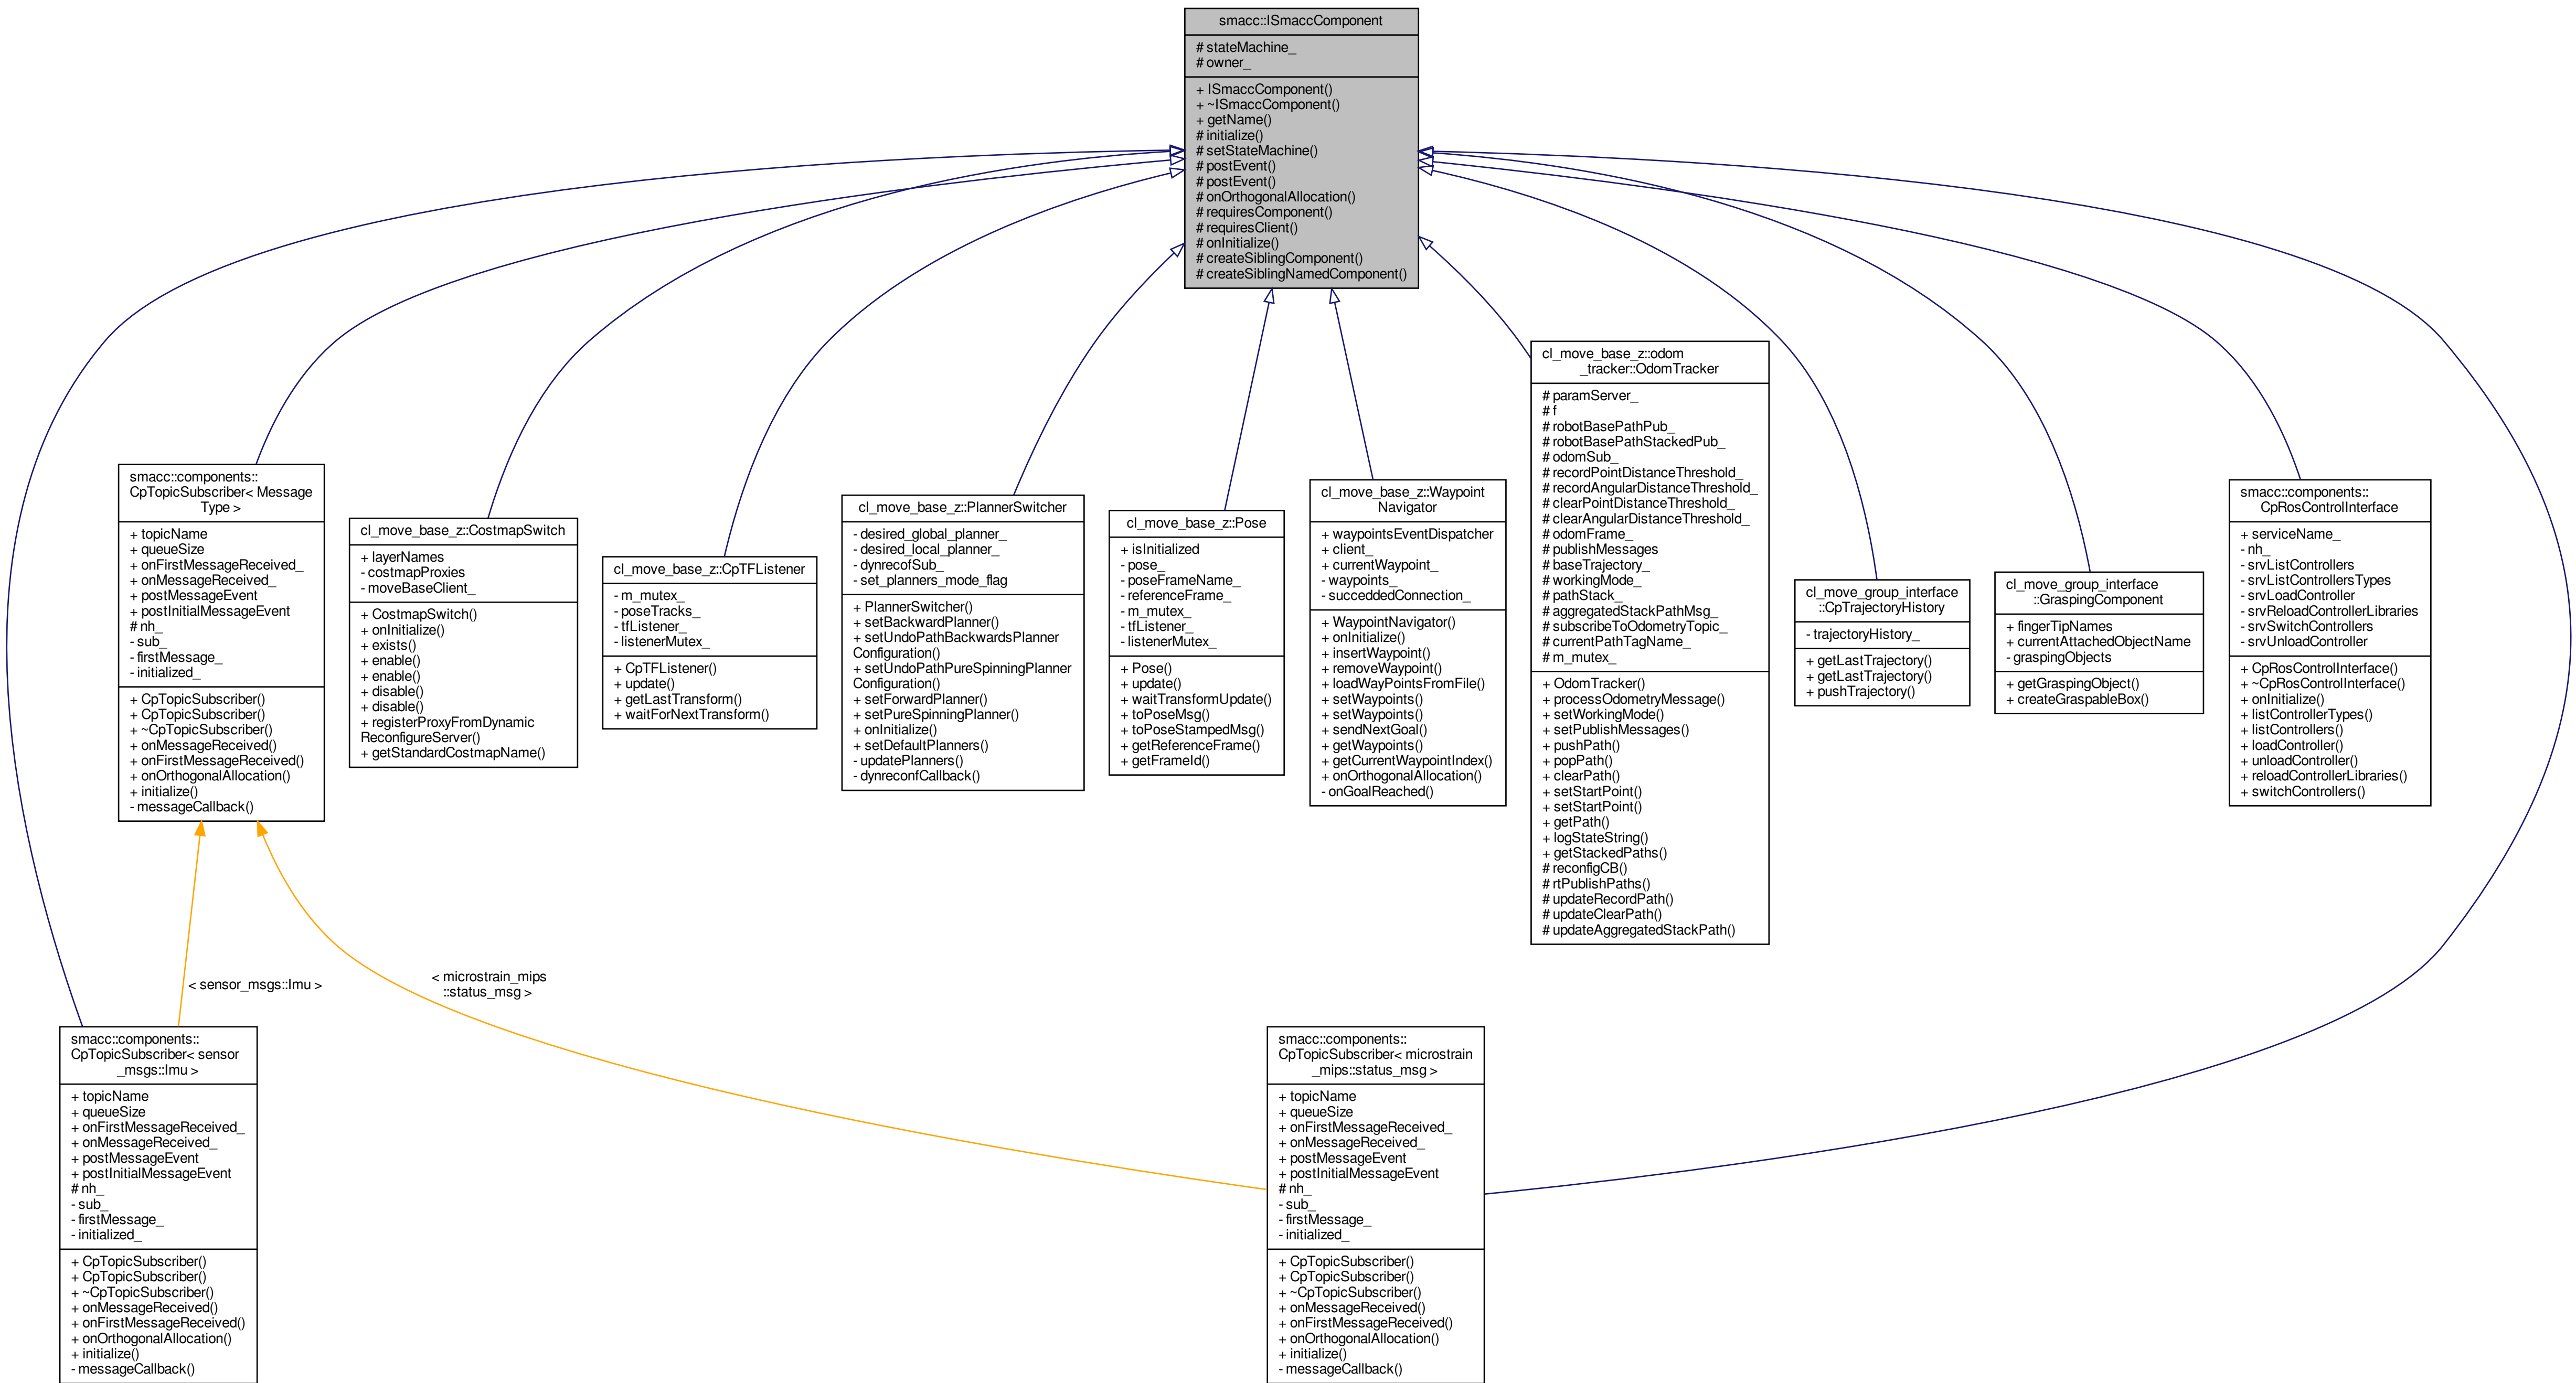 smacc::ISmaccComponent
# stateMachine_
# owner_
+ ISmaccComponent()
+ ~ISmaccComponent()
+ getName()
# initialize()
# setStateMachine()
# postEvent()
# postEvent()
# onOrthogonalAllocation()
# requiresComponent()
# requiresClient()
# onInitialize()
# createSiblingComponent()
# createSiblingNamedComponent()
smacc::components::
CpTopicSubscriber< Message
Type >
+ topicName
+ queueSize
+ onFirstMessageReceived_
+ onMessageReceived_
+ postMessageEvent
+ postInitialMessageEvent
# nh_
- sub_
- firstMessage_
- initialized_
+ CpTopicSubscriber()
+ CpTopicSubscriber()
+ ~CpTopicSubscriber()
+ onMessageReceived()
+ onFirstMessageReceived()
+ onOrthogonalAllocation()
+ initialize()
- messageCallback()
cl_move_base_z::CostmapSwitch
+ layerNames
- costmapProxies
- moveBaseClient_
+ CostmapSwitch()
+ onInitialize()
+ exists()
+ enable()
+ enable()
+ disable()
+ disable()
+ registerProxyFromDynamic
ReconfigureServer()
+ getStandardCostmapName()
cl_move_base_z::CpTFListener
- m_mutex_
- poseTracks_
- tfListener_
- listenerMutex_
+ CpTFListener()
+ update()
+ getLastTransform()
+ waitForNextTransform()
cl_move_base_z::PlannerSwitcher
- desired_global_planner_
- desired_local_planner_
- dynrecofSub_
- set_planners_mode_flag
+ PlannerSwitcher()
+ setBackwardPlanner()
+ setUndoPathBackwardsPlanner
Configuration()
+ setUndoPathPureSpinningPlanner
Configuration()
+ setForwardPlanner()
+ setPureSpinningPlanner()
+ onInitialize()
+ setDefaultPlanners()
- updatePlanners()
- dynreconfCallback()
cl_move_base_z::Pose
+ isInitialized
- pose_
- poseFrameName_
- referenceFrame_
- m_mutex_
- tfListener_
- listenerMutex_
+ Pose()
+ update()
+ waitTransformUpdate()
+ toPoseMsg()
+ toPoseStampedMsg()
+ getReferenceFrame()
+ getFrameId()
cl_move_base_z::Waypoint
Navigator
+ waypointsEventDispatcher
+ client_
+ currentWaypoint_
- waypoints_
- succeddedConnection_
+ WaypointNavigator()
+ onInitialize()
+ insertWaypoint()
+ removeWaypoint()
+ loadWayPointsFromFile()
+ setWaypoints()
+ setWaypoints()
+ sendNextGoal()
+ getWaypoints()
+ getCurrentWaypointIndex()
+ onOrthogonalAllocation()
- onGoalReached()
cl_move_base_z::odom
_tracker::OdomTracker
# paramServer_
# f
# robotBasePathPub_
# robotBasePathStackedPub_
# odomSub_
# recordPointDistanceThreshold_
# recordAngularDistanceThreshold_
# clearPointDistanceThreshold_
# clearAngularDistanceThreshold_
# odomFrame_
# publishMessages
# baseTrajectory_
# workingMode_
# pathStack_
# aggregatedStackPathMsg_
# subscribeToOdometryTopic_
# currentPathTagName_
# m_mutex_
+ OdomTracker()
+ processOdometryMessage()
+ setWorkingMode()
+ setPublishMessages()
+ pushPath()
+ popPath()
+ clearPath()
+ setStartPoint()
+ setStartPoint()
+ getPath()
+ logStateString()
+ getStackedPaths()
# reconfigCB()
# rtPublishPaths()
# updateRecordPath()
# updateClearPath()
# updateAggregatedStackPath()
cl_move_group_interface
::CpTrajectoryHistory
- trajectoryHistory_
+ getLastTrajectory()
+ getLastTrajectory()
+ pushTrajectory()
cl_move_group_interface
::GraspingComponent
+ fingerTipNames
+ currentAttachedObjectName
- graspingObjects
+ getGraspingObject()
+ createGraspableBox()
smacc::components::
CpRosControlInterface
+ serviceName_
- nh_
- srvListControllers
- srvListControllersTypes
- srvLoadController
- srvReloadControllerLibraries
- srvSwitchControllers
- srvUnloadController
+ CpRosControlInterface()
+ ~CpRosControlInterface()
+ onInitialize()
+ listControllerTypes()
+ listControllers()
+ loadController()
+ unloadController()
+ reloadControllerLibraries()
+ switchControllers()
< sensor_msgs::Imu >
< microstrain_mips
::status_msg >
smacc::components::
CpTopicSubscriber< sensor
_msgs::Imu >
+ topicName
+ queueSize
+ onFirstMessageReceived_
+ onMessageReceived_
+ postMessageEvent
+ postInitialMessageEvent
# nh_
- sub_
- firstMessage_
- initialized_
+ CpTopicSubscriber()
+ CpTopicSubscriber()
+ ~CpTopicSubscriber()
+ onMessageReceived()
+ onFirstMessageReceived()
+ onOrthogonalAllocation()
+ initialize()
- messageCallback()
smacc::components::
CpTopicSubscriber< microstrain
_mips::status_msg >
+ topicName
+ queueSize
+ onFirstMessageReceived_
+ onMessageReceived_
+ postMessageEvent
+ postInitialMessageEvent
# nh_
- sub_
- firstMessage_
- initialized_
+ CpTopicSubscriber()
+ CpTopicSubscriber()
+ ~CpTopicSubscriber()
+ onMessageReceived()
+ onFirstMessageReceived()
+ onOrthogonalAllocation()
+ initialize()
- messageCallback()